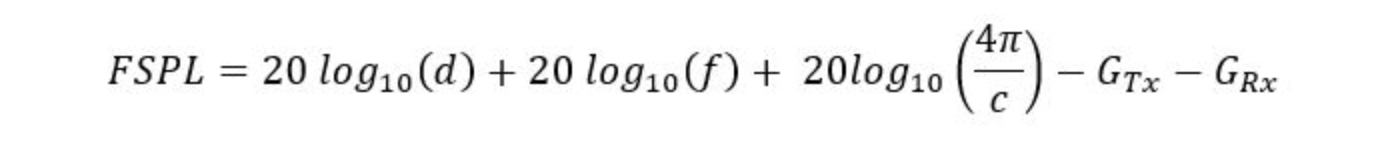 FSPL = 20 log₁₀(d) + 20 log₁₀(f) + 20log₁₀(4π/c) − G_Tx − G_Rx